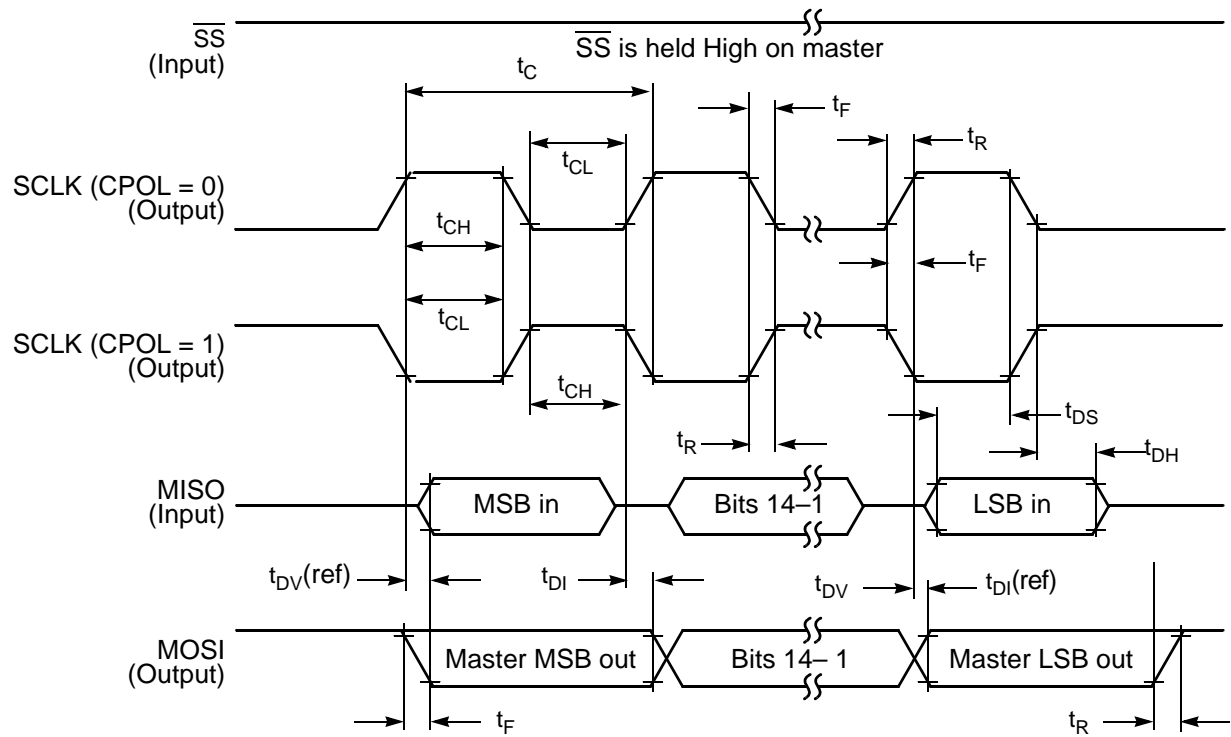 SS
(Input)
SS is held High on master
tC
tF
tR
tCL
SCLK (CPOL = 0)
(Output)
tCH
tF
tCL
SCLK (CPOL = 1)
(Output)
tCH
tDS
tR
tDH
MISO
(Input)
MSB in
Bits 14–1
LSB in
tDV(ref)
tDI
tDV
tDI(ref)
MOSI
(Output)
Master MSB out
Bits 14– 1
Master LSB out
tF
tR